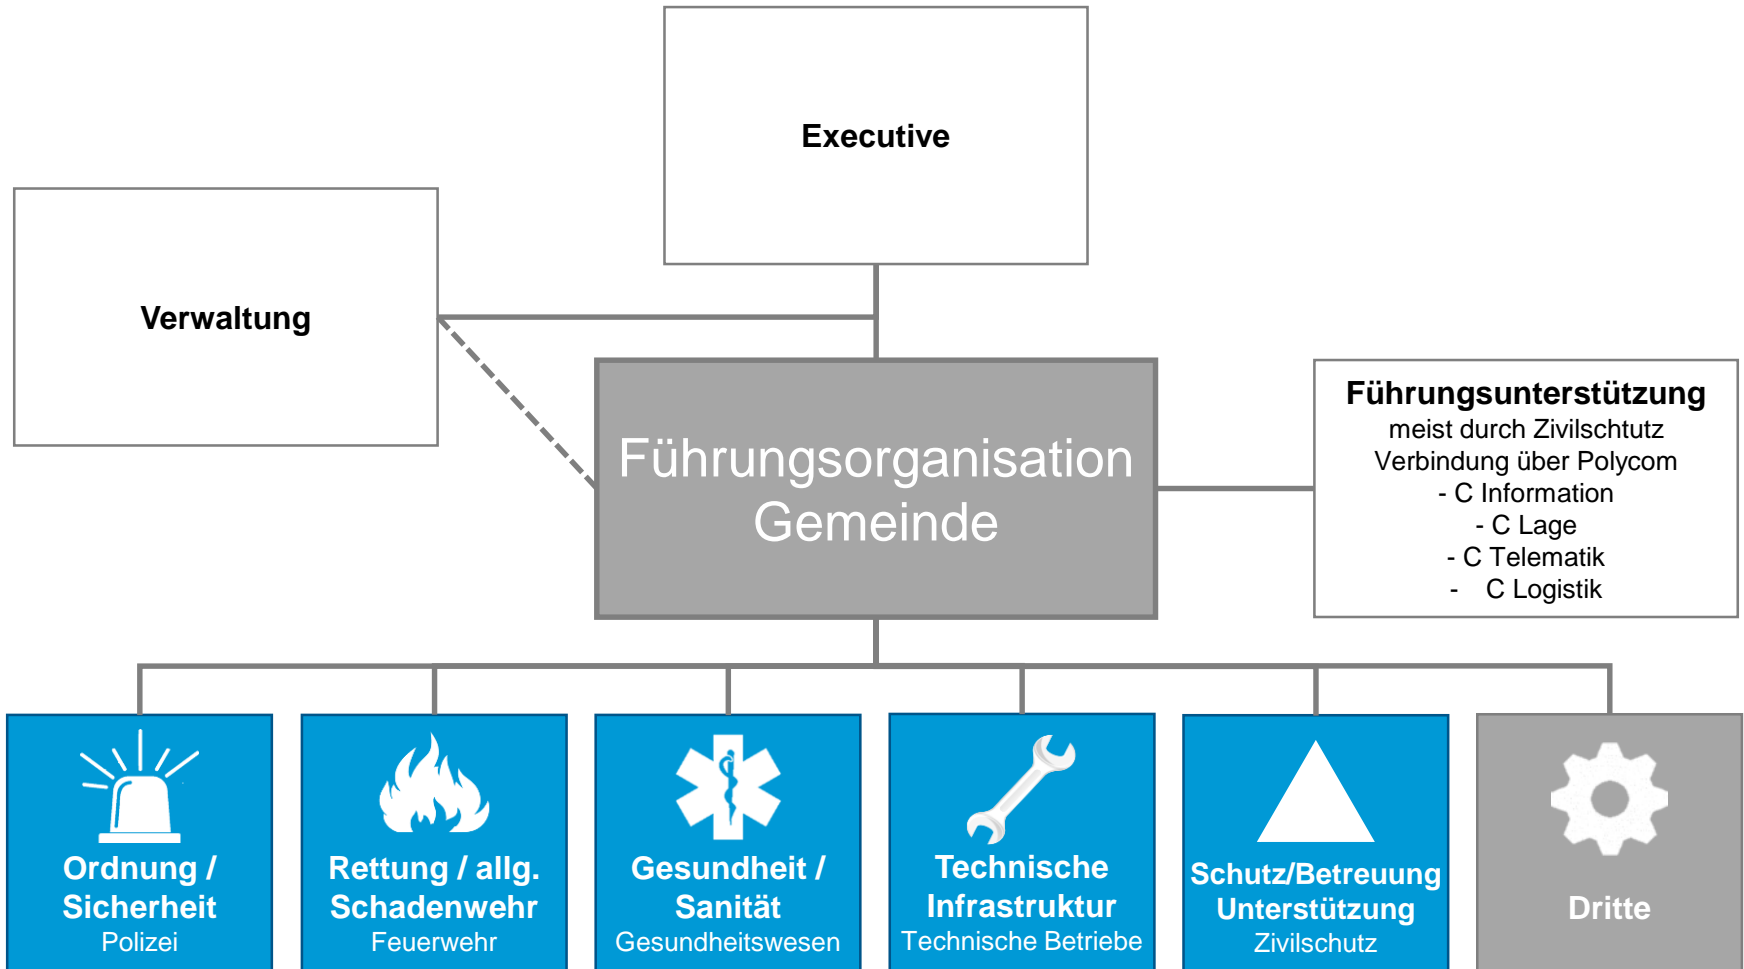 Executive
Verwaltung
Führungsorganisation
Gemeinde
Führungsunterstützung
meist durch Zivilschtutz
Verbindung über Polycom
- C Information
- C Lage
- C Telematik
- C Logistik
Ordnung /
Sicherheit
Polizei
Rettung / allg.
Schadenwehr
Feuerwehr
Gesundheit /
Sanität
Gesundheitswesen
Technische
Infrastruktur
Technische Betriebe
Schutz/Betreuung
Unterstützung
Zivilschutz
Dritte